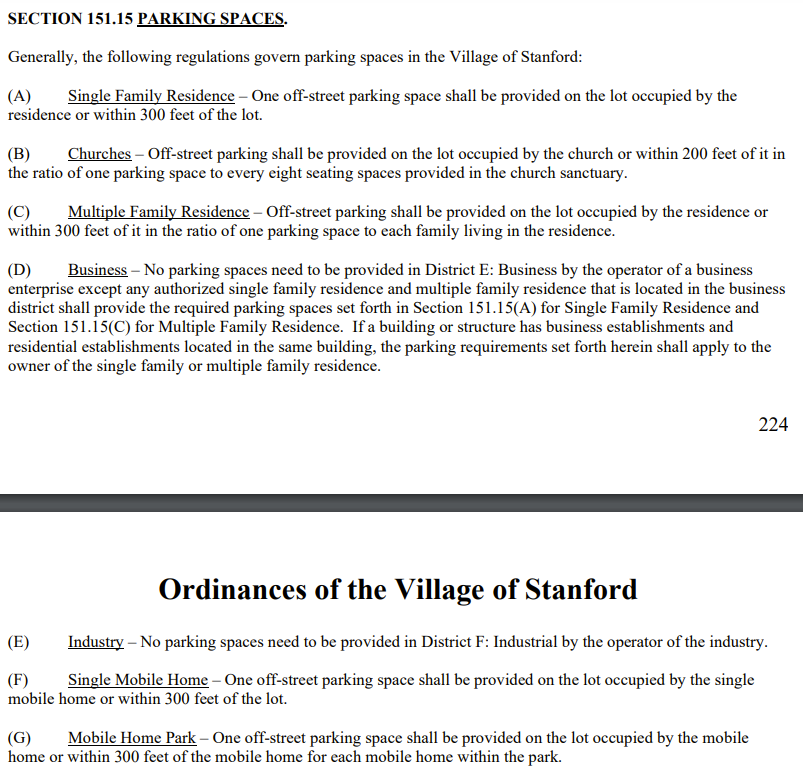 SECTION 151.15 PARKING SPACES.
Generally, the following regulations govern parking spaces in the Village of Stanford:
(A) Single Family Residence – One off-street parking space shall be provided on the lot occupied by the
residence or within 300 feet of the lot.
(B) Churches – Off-street parking shall be provided on the lot occupied by the church or within 200 feet of it in
the ratio of one parking space to every eight seating spaces provided in the church sanctuary.
(C) Multiple Family Residence – Off-street parking shall be provided on the lot occupied by the residence or
within 300 feet of it in the ratio of one parking space to each family living in the residence.
(D) Business – No parking spaces need to be provided in District E: Business by the operator of a business
enterprise except any authorized single family residence and multiple family residence that is located in the business
district shall provide the required parking spaces set forth in Section 151.15(A) for Single Family Residence and
Section 151.15(C) for Multiple Family Residence. If a building or structure has business establishments and
residential establishments located in the same building, the parking requirements set forth herein shall apply to the
owner of the single family or multiple family residence.
224
Ordinances of the Village of Stanford
(E) Industry – No parking spaces need to be provided in District F: Industrial by the operator of the industry.
(F) Single Mobile Home – One off-street parking space shall be provided on the lot occupied by the single
mobile home or within 300 feet of the lot.
(G) Mobile Home Park – One off-street parking space shall be provided on the lot occupied by the mobile
home or within 300 feet of the mobile home for each mobile home within the park.